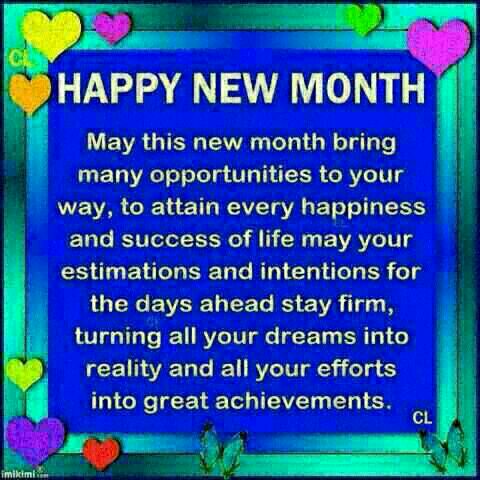 CL
HAPPY NEW MONTH
May this new month bring
many opportunities to your
way, to attain every happiness
and success of life may your
estimations and intentions for
the days ahead stay firm,
turning all your dreams into
reality and all your efforts
into great achievements.
CL
imikimi.com